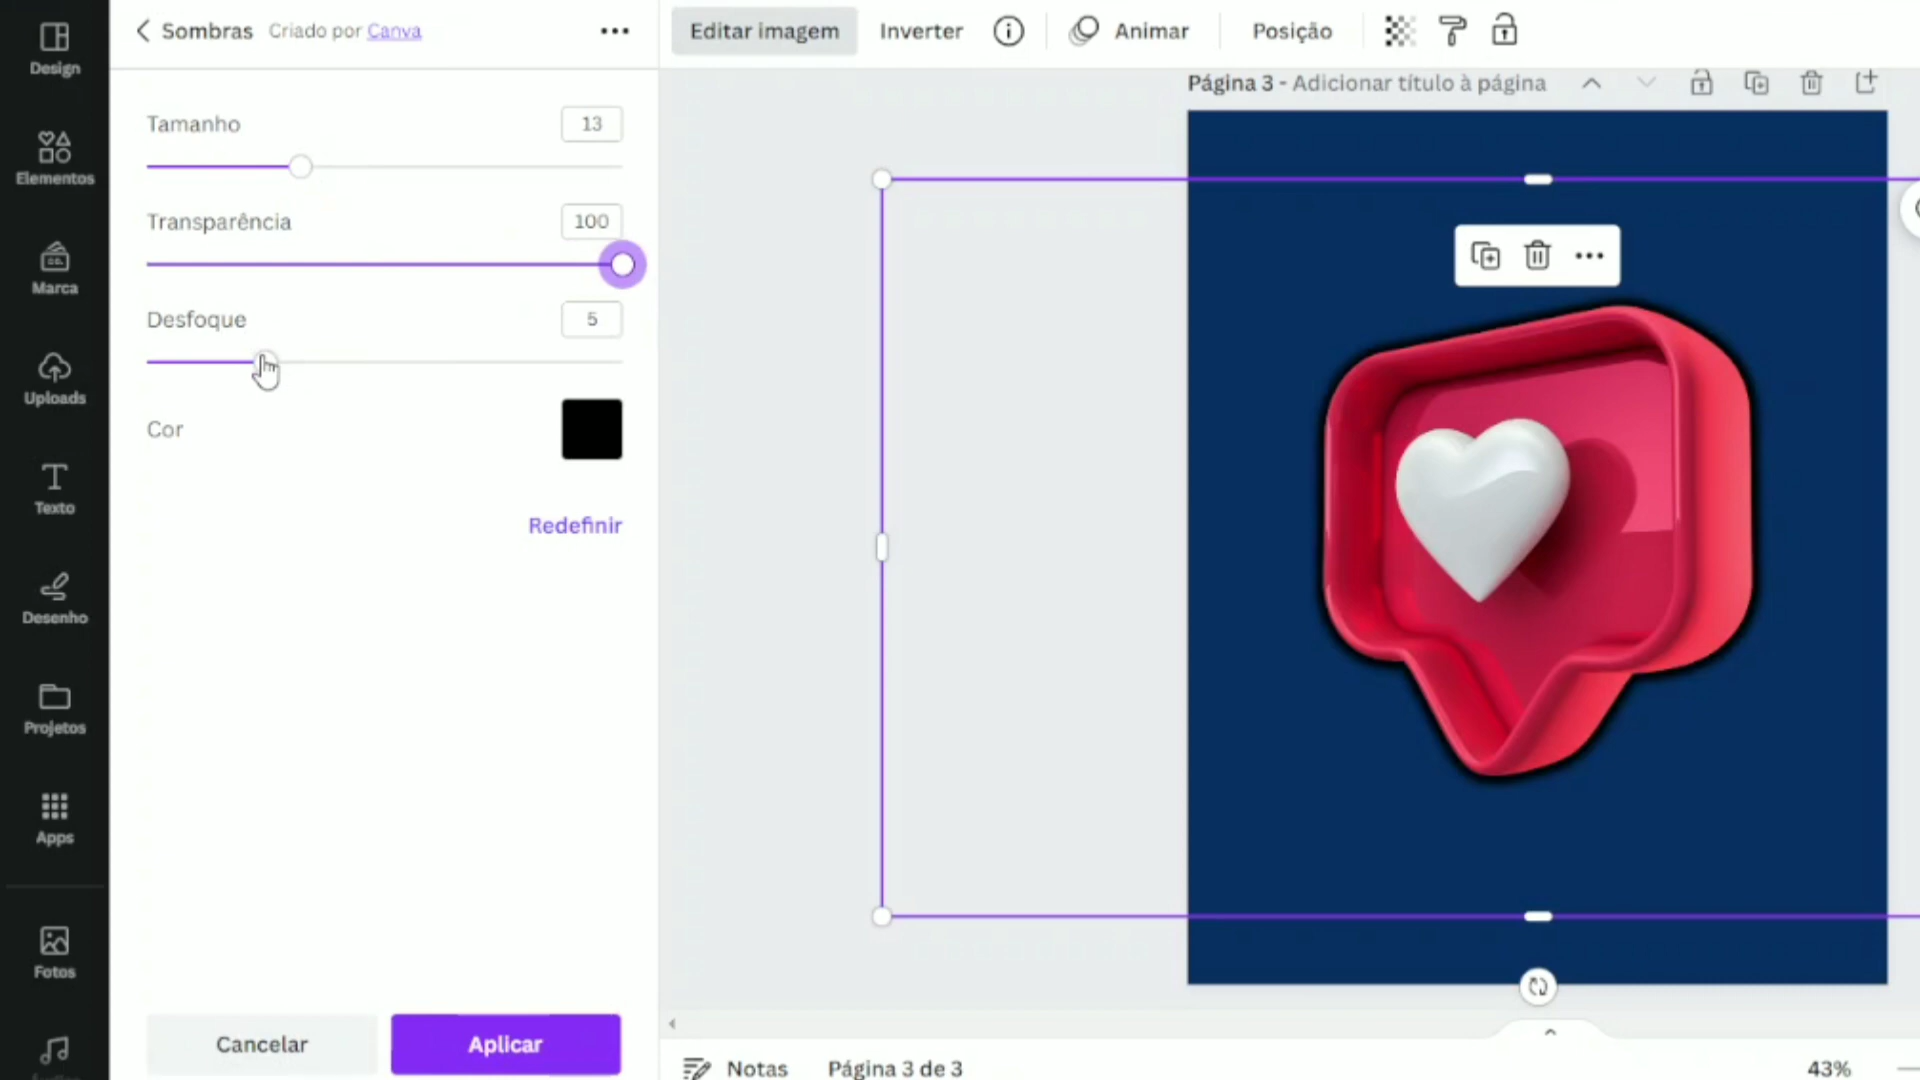 Design
Elementos
Marca
Uploads
Texto
Desenho
Projetos
Apps
Fotos
Sombras Criado por Canva
Tamanho 13
Transparência 100
Desfoque 5
Cor
Redefinir
Cancelar Aplicar
Editar imagem Inverter Animar Posição
Página 3 - Adicionar título à página
Notas Página 3 de 3 43%